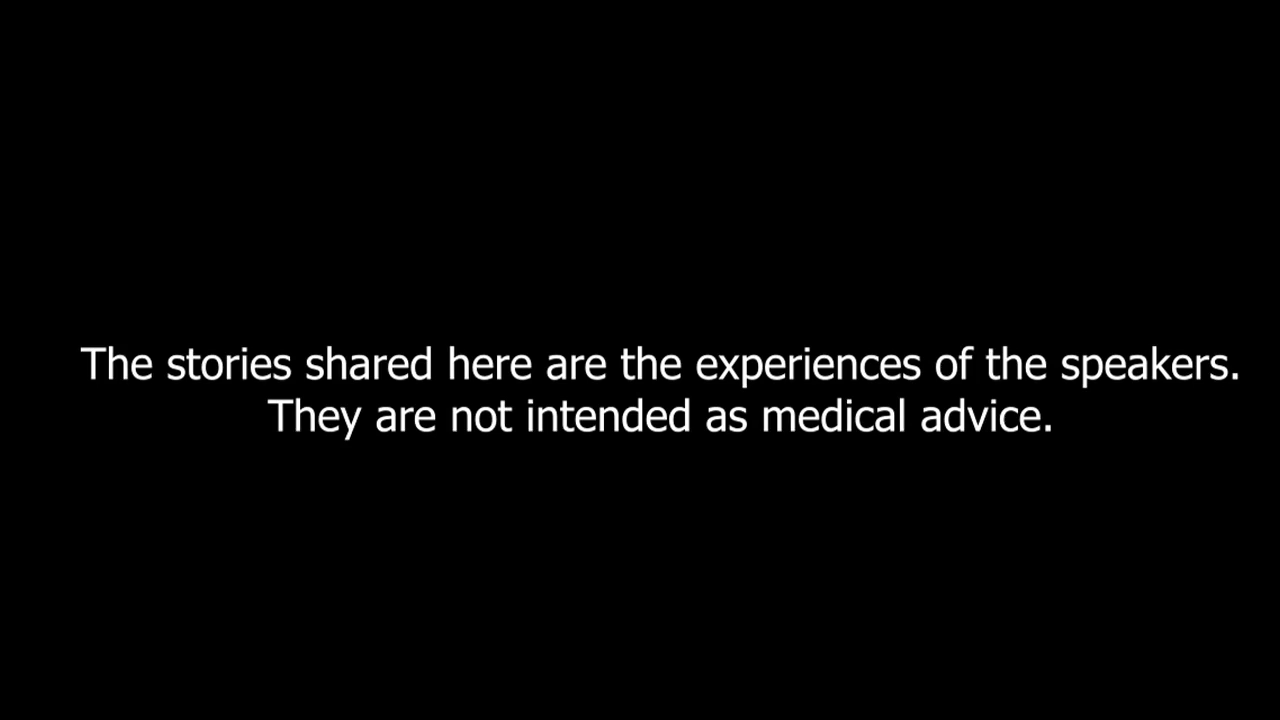 The stories shared here are the experiences of the speakers.
They are not intended as medical advice.